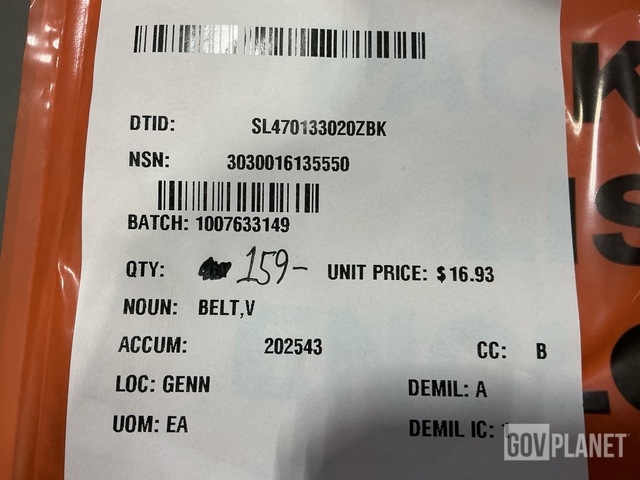 DTID: SL470133020ZBK
NSN: 3030016135550
BATCH: 1007633149
QTY: 159- UNIT PRICE: $16.93
NOUN: BELT,V
ACCUM: 202543 CC: B
LOC: GENN DEMIL: A
UOM: EA DEMIL IC:
GOVPLANET